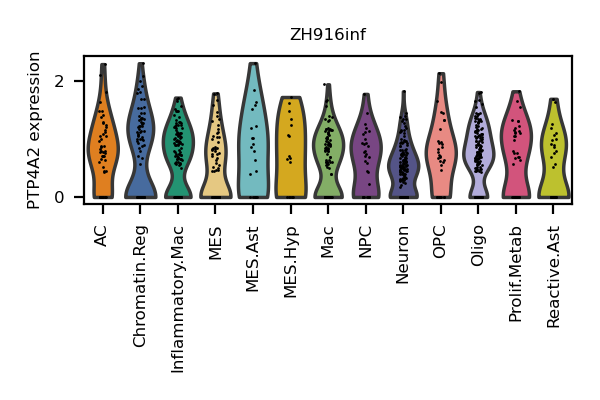 ZH916inf
PTP4A2 expression
2
0
AC
Chromatin.Reg
Inflammatory.Mac
MES
MES.Ast
MES.Hyp
Mac
NPC
Neuron
OPC
Oligo
Prolif.Metab
Reactive.Ast